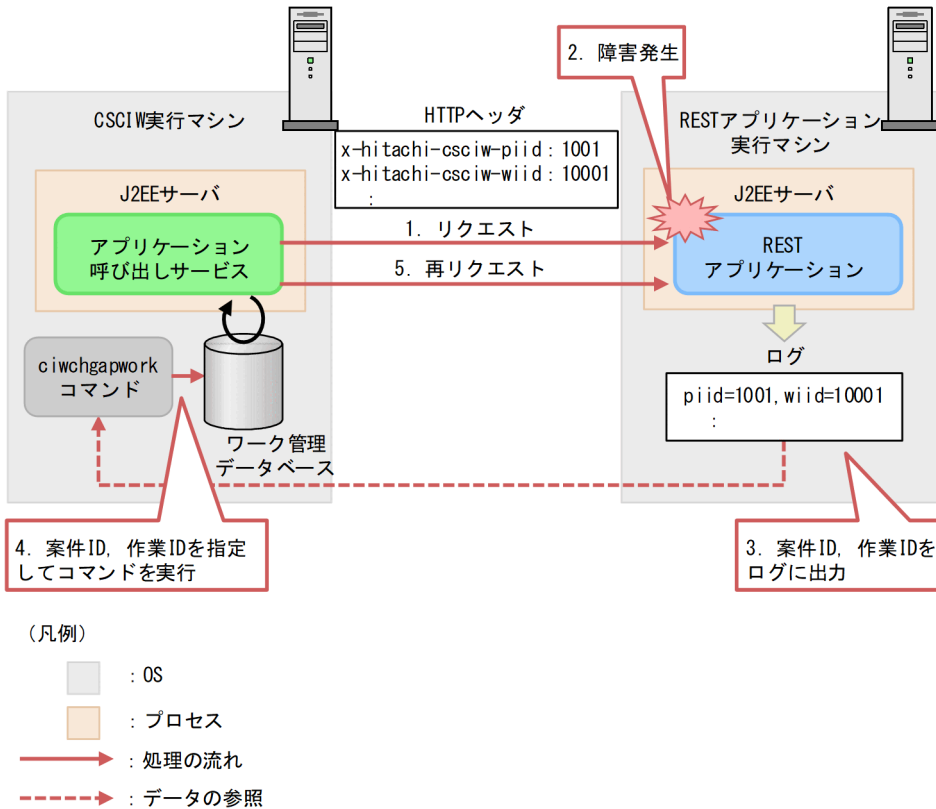 2. 障害発生
CSCIW実行マシン
HTTPヘッダ
x-hitachi-csciw-piid：1001
x-hitachi-csciw-wiid：10001
：
RESTアプリケーション
実行マシン
J2EEサーバ
アプリケーション
呼び出しサービス
1. リクエスト
5. 再リクエスト
J2EEサーバ
REST
アプリケーション
ciwchgapwork
コマンド
ワーク管理
データベース
ログ
piid=1001,wiid=10001
：
4. 案件ID，作業IDを指定
してコマンドを実行
3. 案件ID，作業IDを
ログに出力
（凡例）
：OS
：プロセス
：処理の流れ
：データの参照